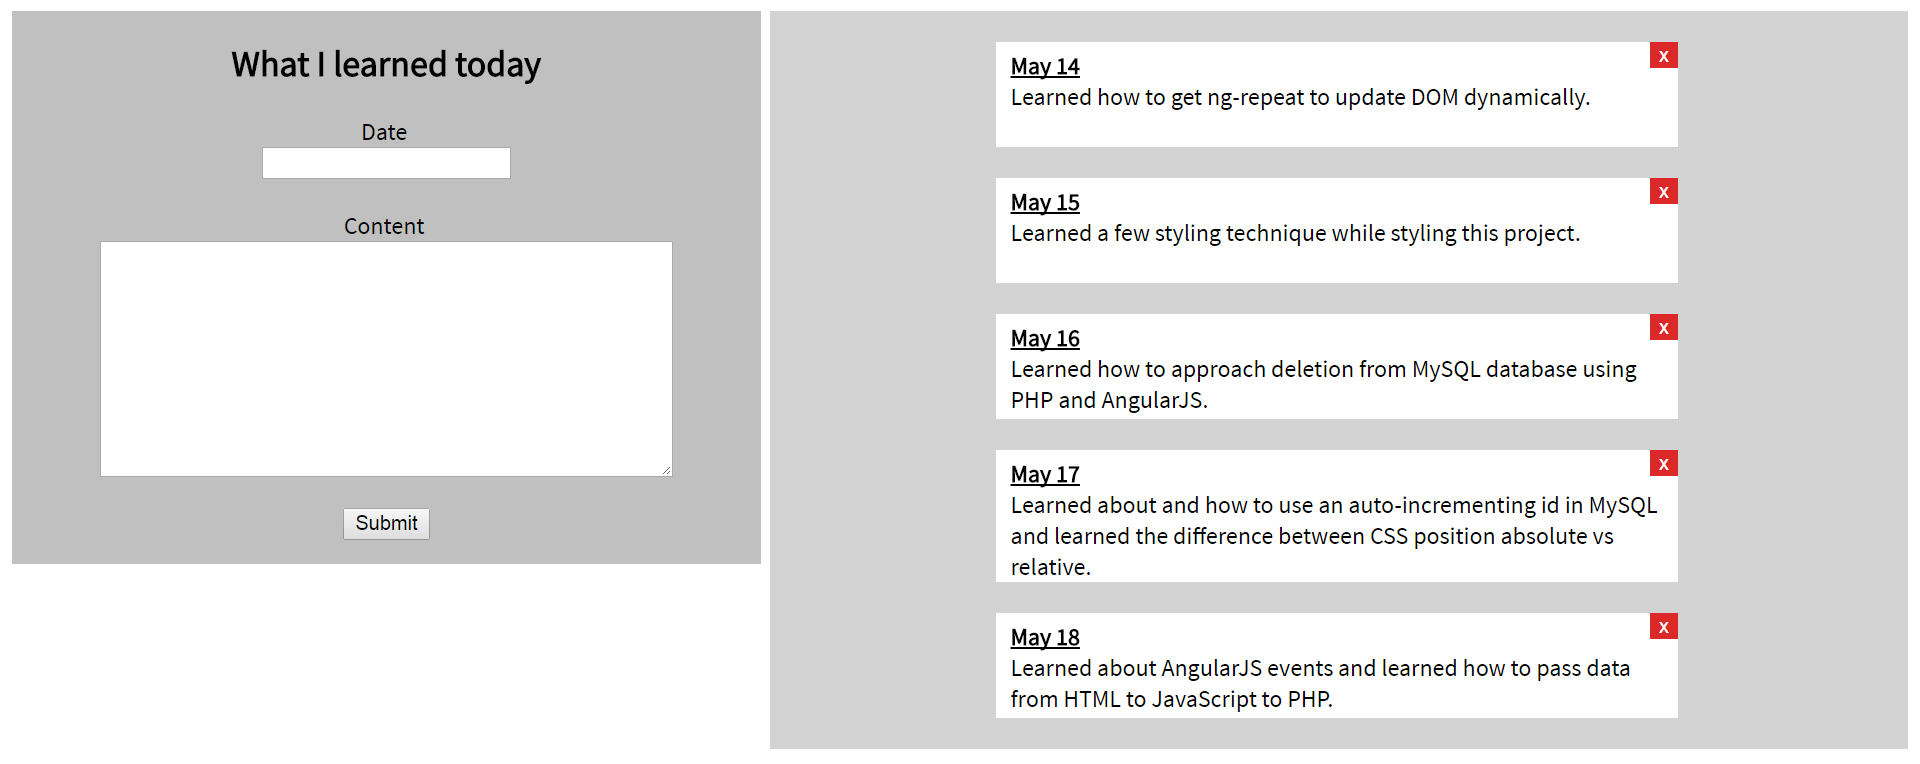 What I learned today
Date
Content
Submit
x
May 14
Learned how to get ng-repeat to update DOM dynamically.
x
May 15
Learned a few styling technique while styling this project.
x
May 16
Learned how to approach deletion from MySQL database using
PHP and AngularJS.
x
May 17
Learned about and how to use an auto-incrementing id in MySQL
and learned the difference between CSS position absolute vs
relative.
x
May 18
Learned about AngularJS events and learned how to pass data
from HTML to JavaScript to PHP.